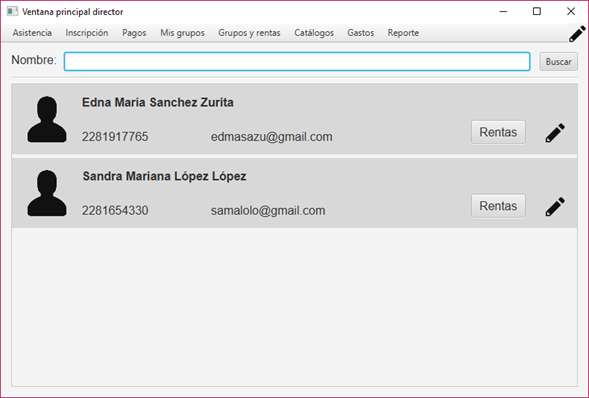 Ventana principal director
Asistencia Inscripción Pagos Mis grupos Grupos y rentas Catálogos Gastos Reporte
Nombre: Buscar
Edna Maria Sanchez Zurita
2281917765 edmasazu@gmail.com Rentas
Sandra Mariana López López
2281654330 samalolo@gmail.com Rentas